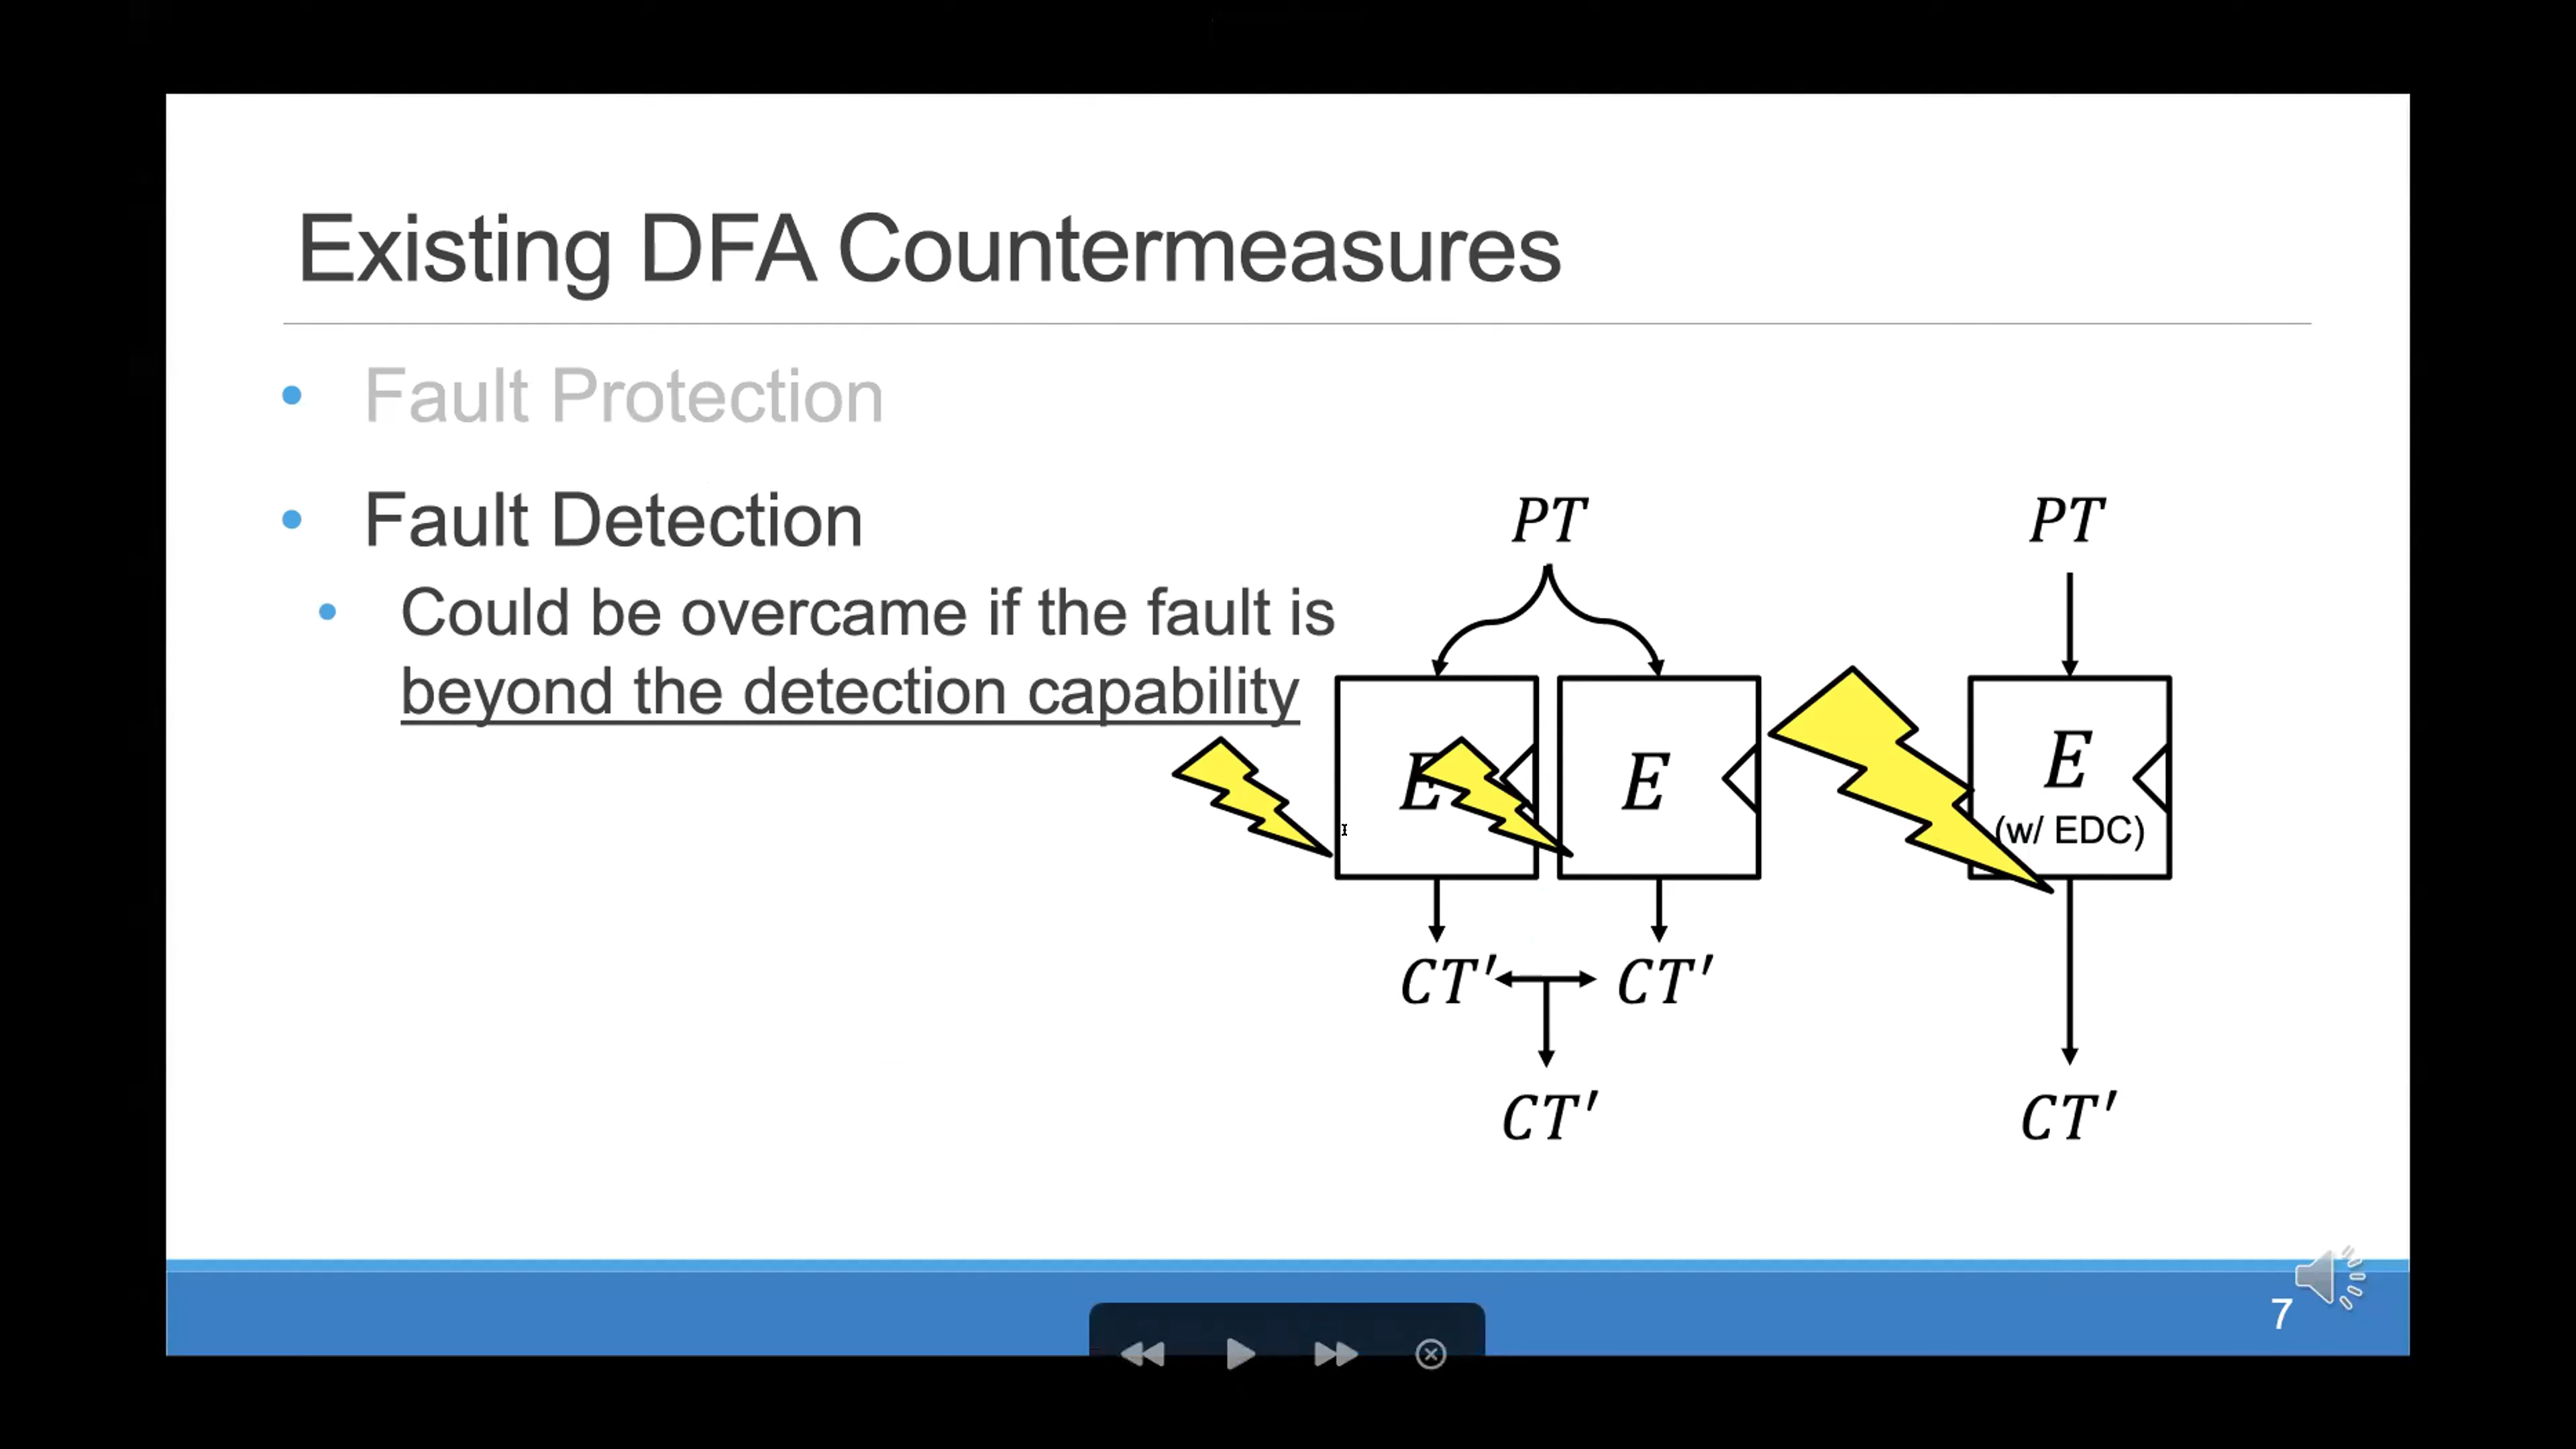 Existing DFA Countermeasures
Fault Protection
Fault Detection
Could be overcame if the fault is
beyond the detection capability
PT
PT
E
E
E
(w/ EDC)
CT′
CT′
CT′
CT′
7